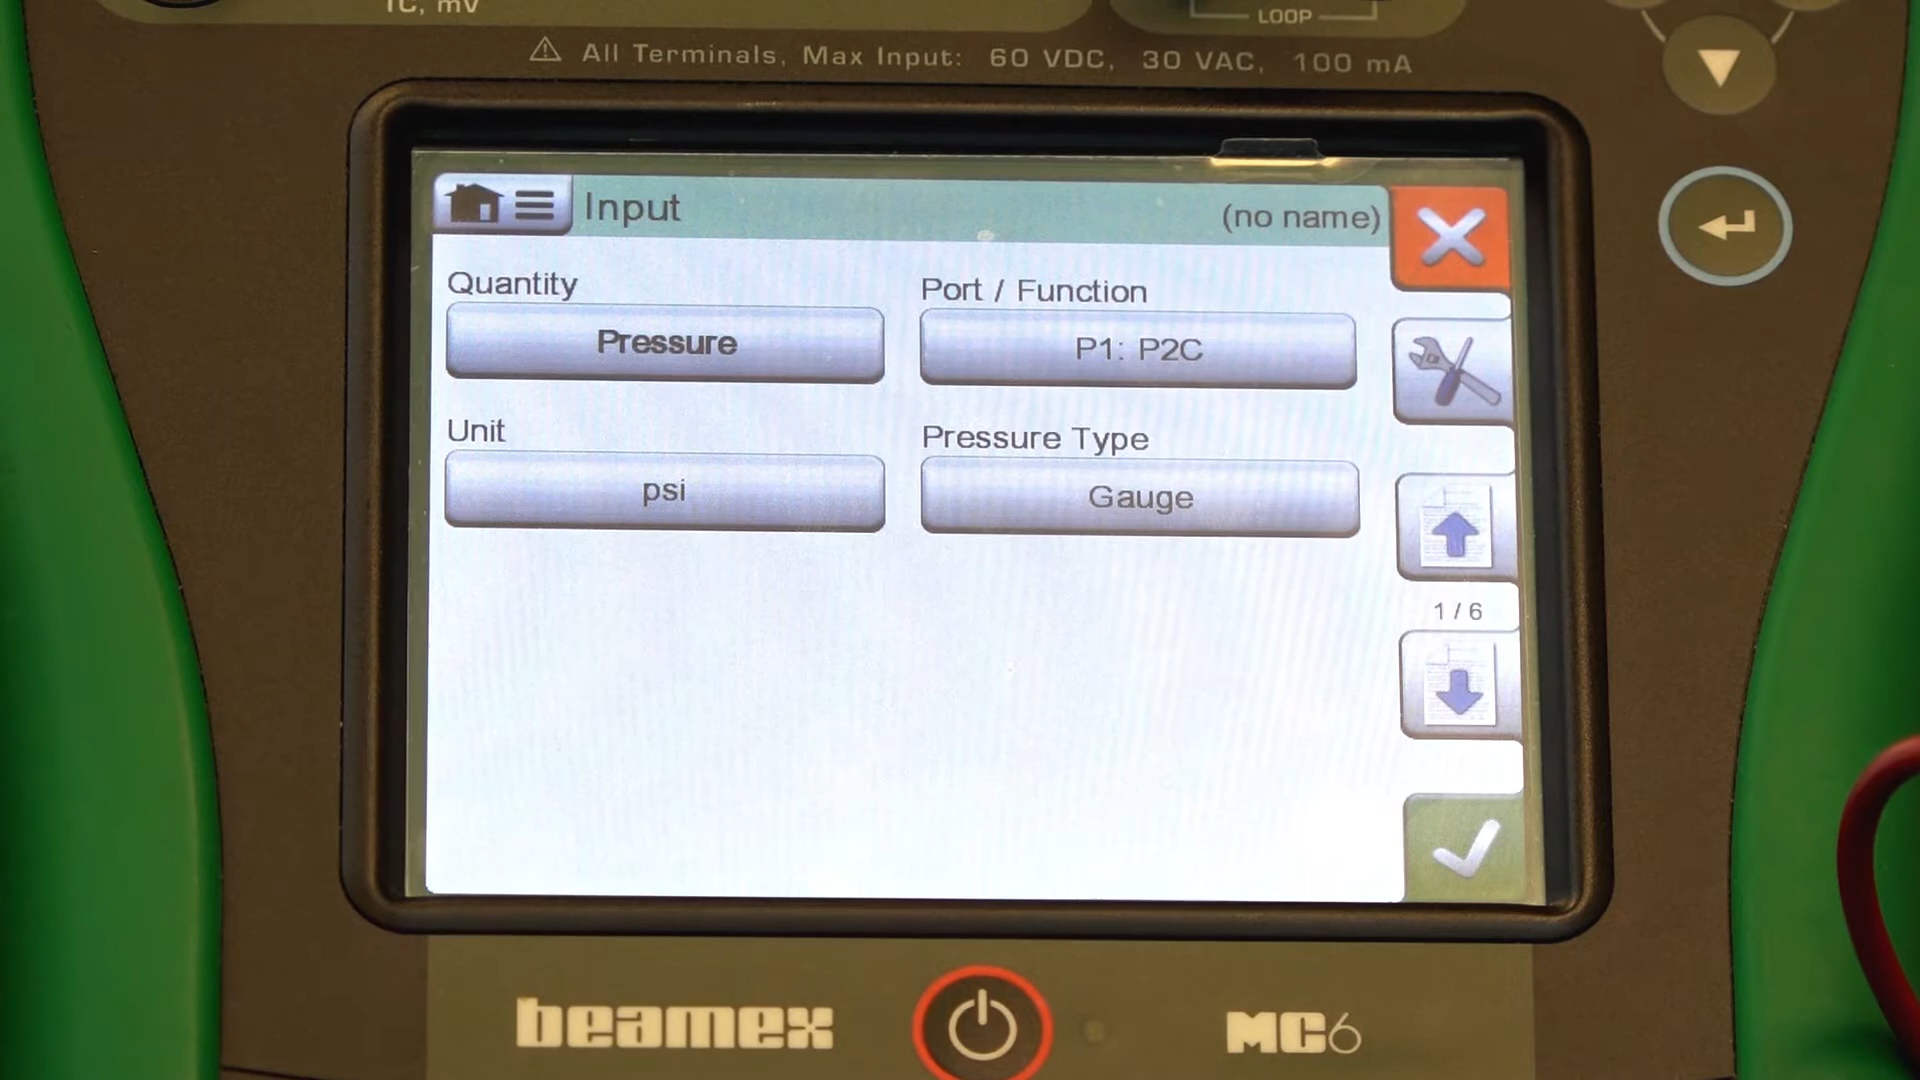 TC, mV
LOOP
All Terminals, Max Input: 60 VDC, 30 VAC, 100 mA
Input
(no name)
Quantity
Port / Function
Pressure
P1: P2C
Unit
Pressure Type
psi
Gauge
1 / 6
beamex
MC6